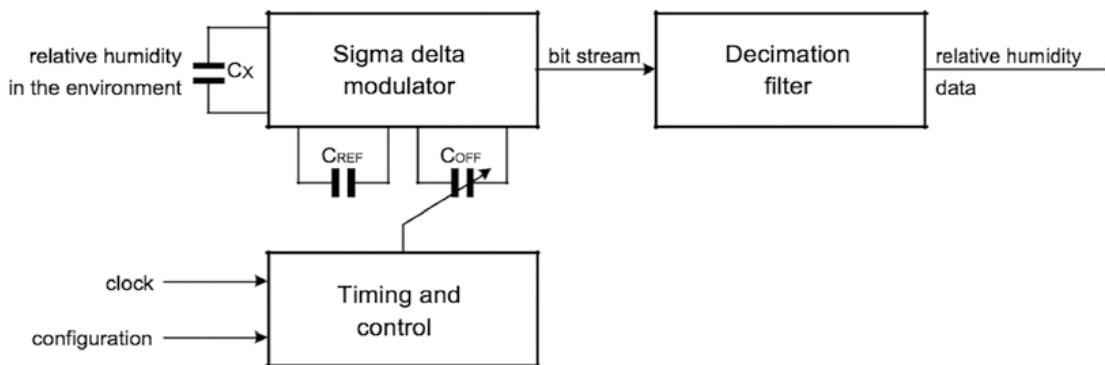 relative humidity
in the environment
CX
Sigma delta
modulator
bit stream
Decimation
filter
relative humidity
data
CREF
COFF
clock
configuration
Timing and
control